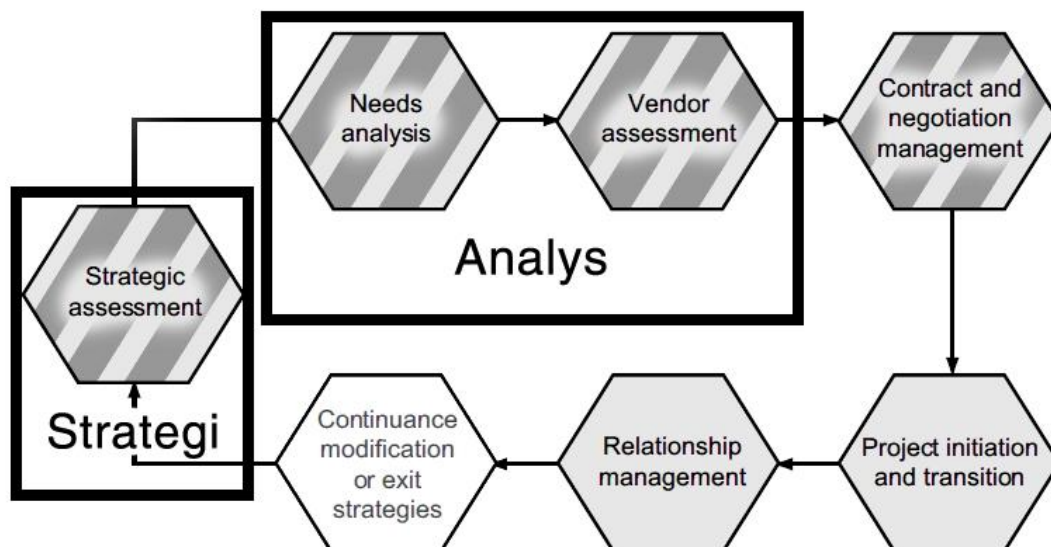 Needs
analysis
Vendor
assessment
Contract and
negotiation
management
Analys
Strategic
assessment
Strategi
Continuance
modification
or exit
strategies
Relationship
management
Project initiation
and transition